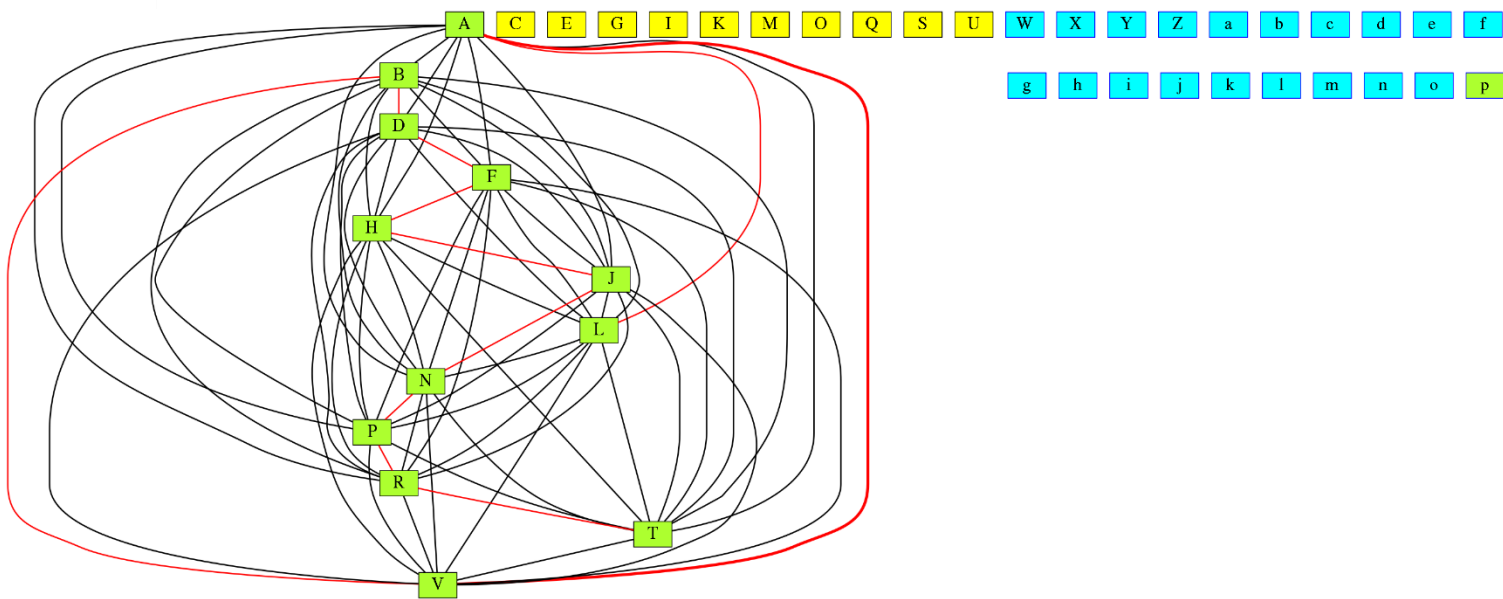 A C E G I K M O Q S U W X Y Z a b c d e f
B g h i j k l m n o p
D
F
H
J
L
N
P
R
T
V